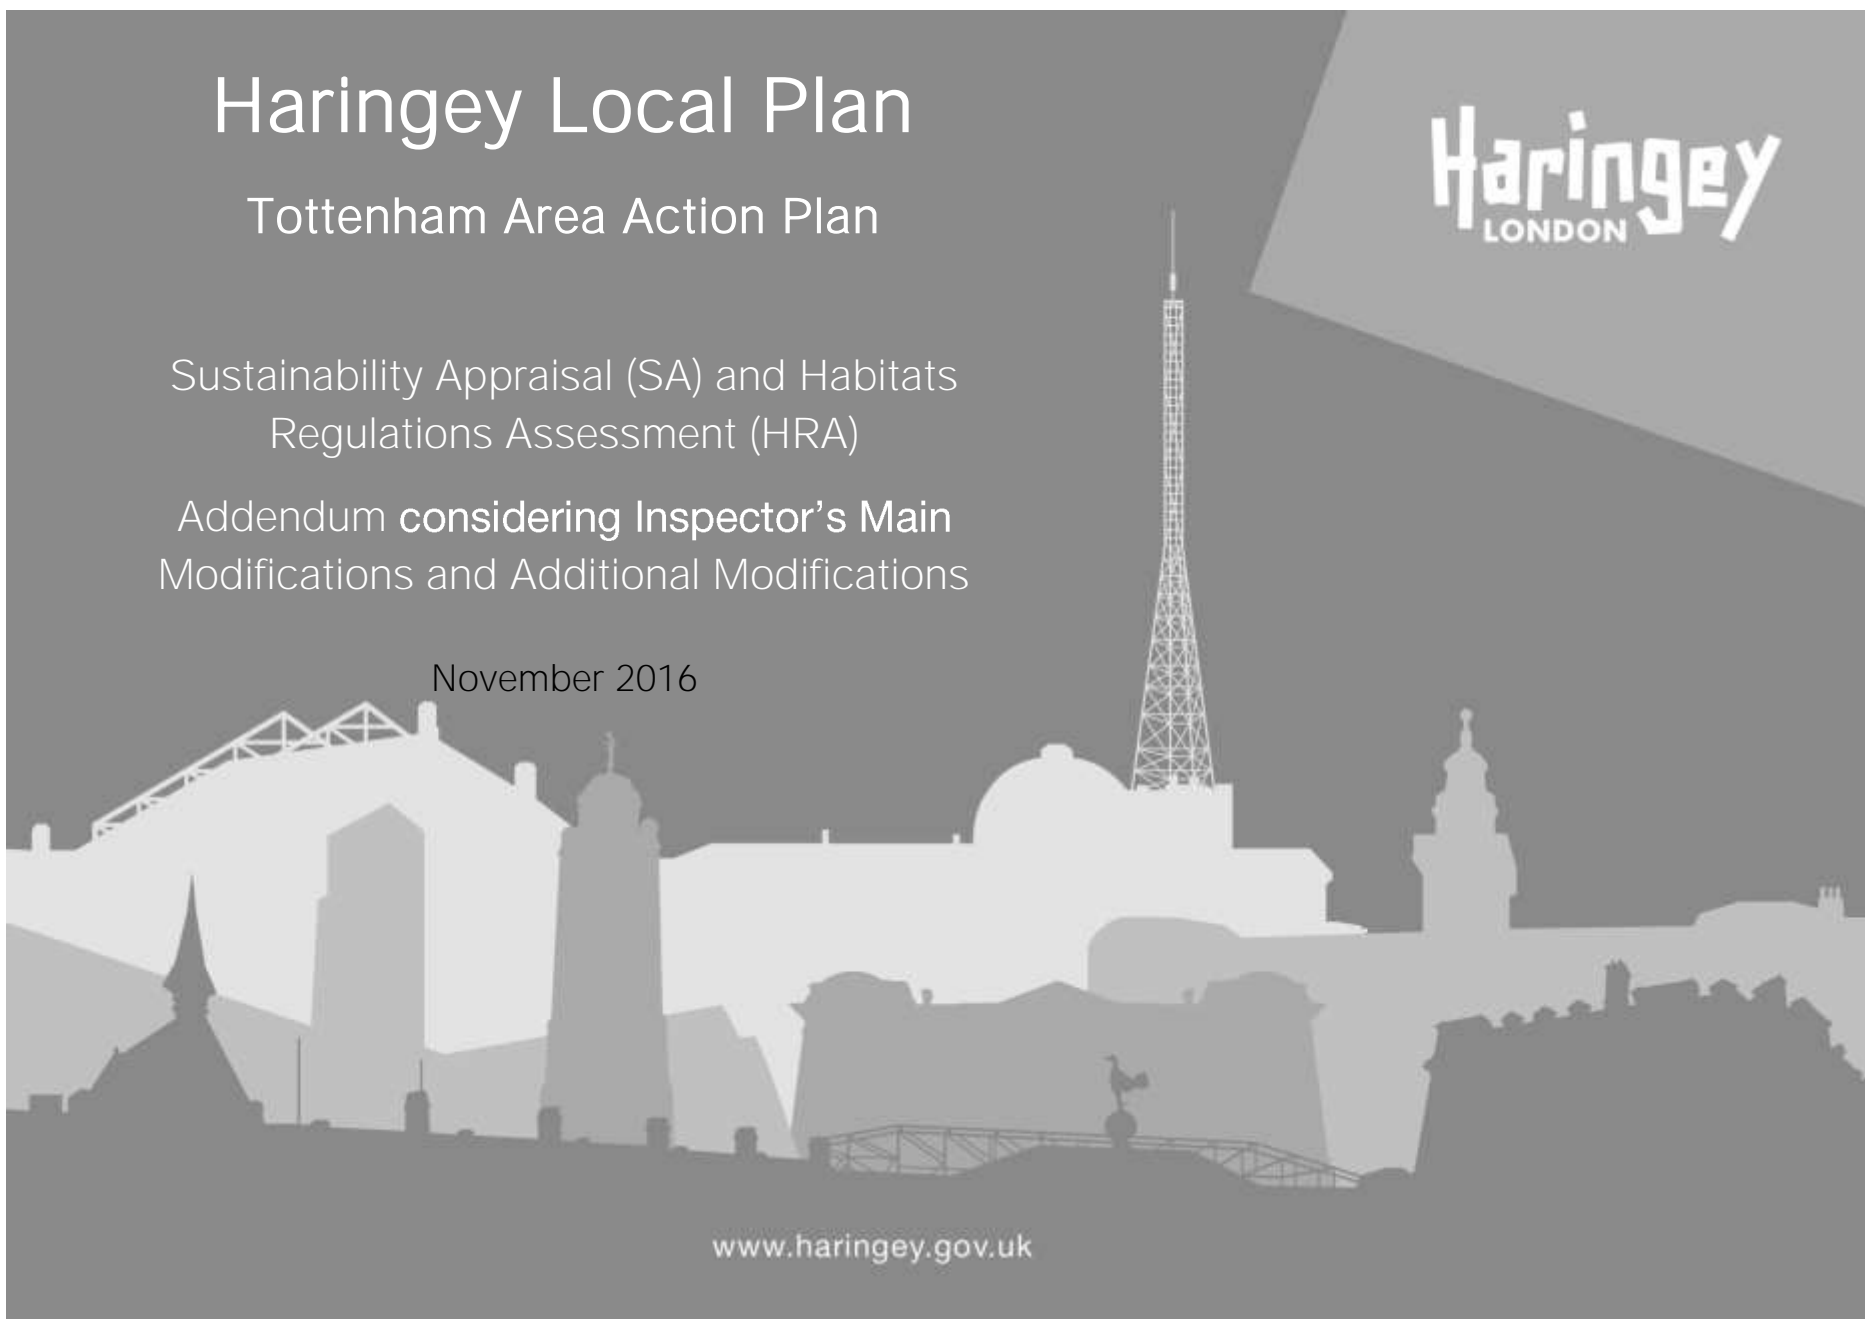 Haringey Local Plan
Tottenham Area Action Plan
Haringey
LONDON
Sustainability Appraisal (SA) and Habitats
Regulations Assessment (HRA)
Addendum considering Inspector’s Main
Modifications and Additional Modifications
November 2016
www.haringey.gov.uk